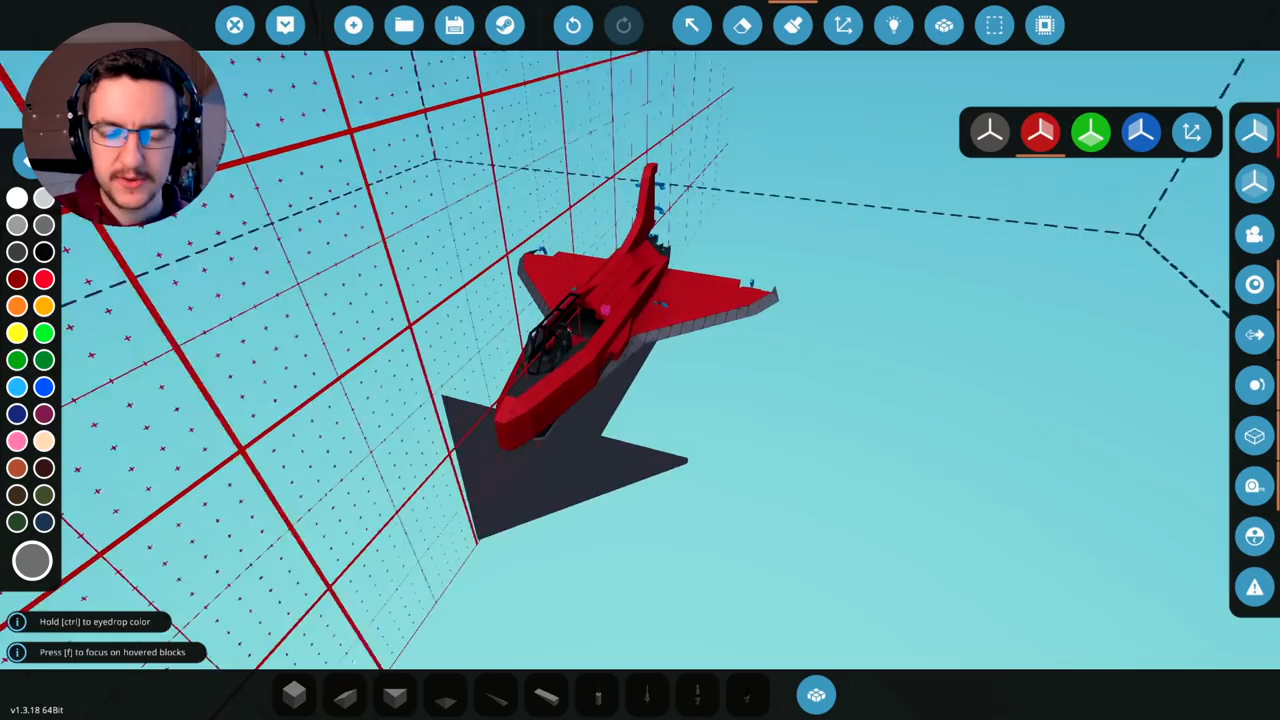 Hold [ctrl] to eyedrop color
Press [f] to focus on hovered blocks
v1.3.18 64Bit